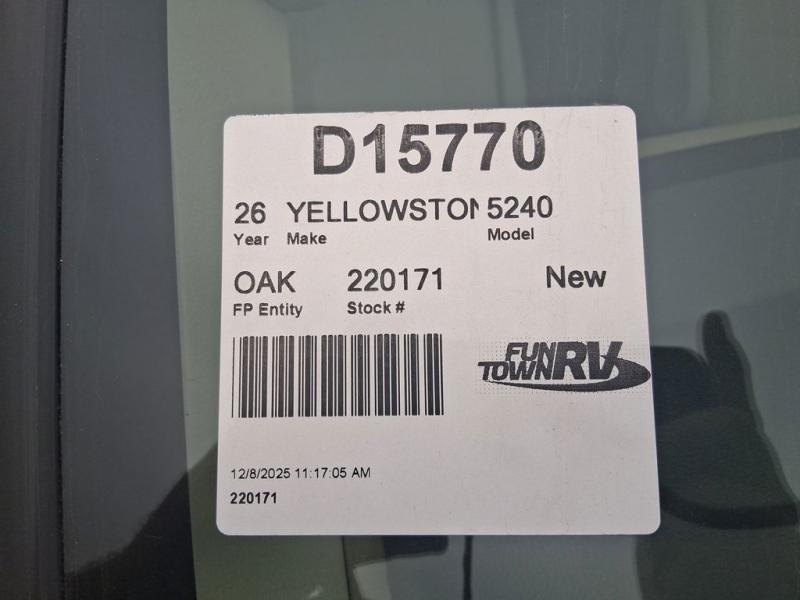 D15770
26 YELLOWSTON 5240
Year Make Model
OAK 220171 New
FP Entity Stock #
FUN TOWN RV
12/8/2025 11:17:05 AM
220171